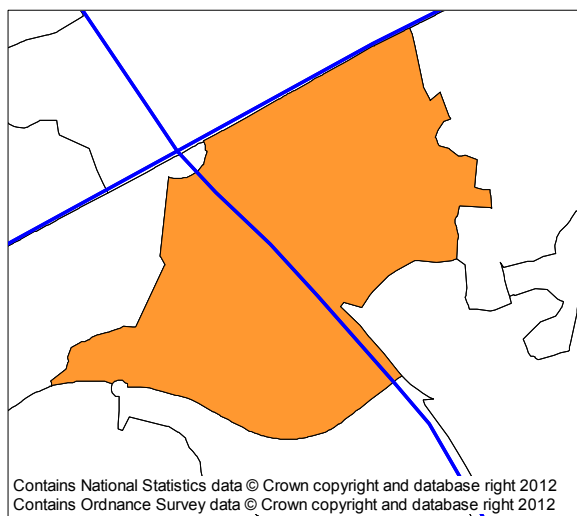 Contains National Statistics data © Crown copyright and database right 2012
Contains Ordnance Survey data © Crown copyright and database right 2012